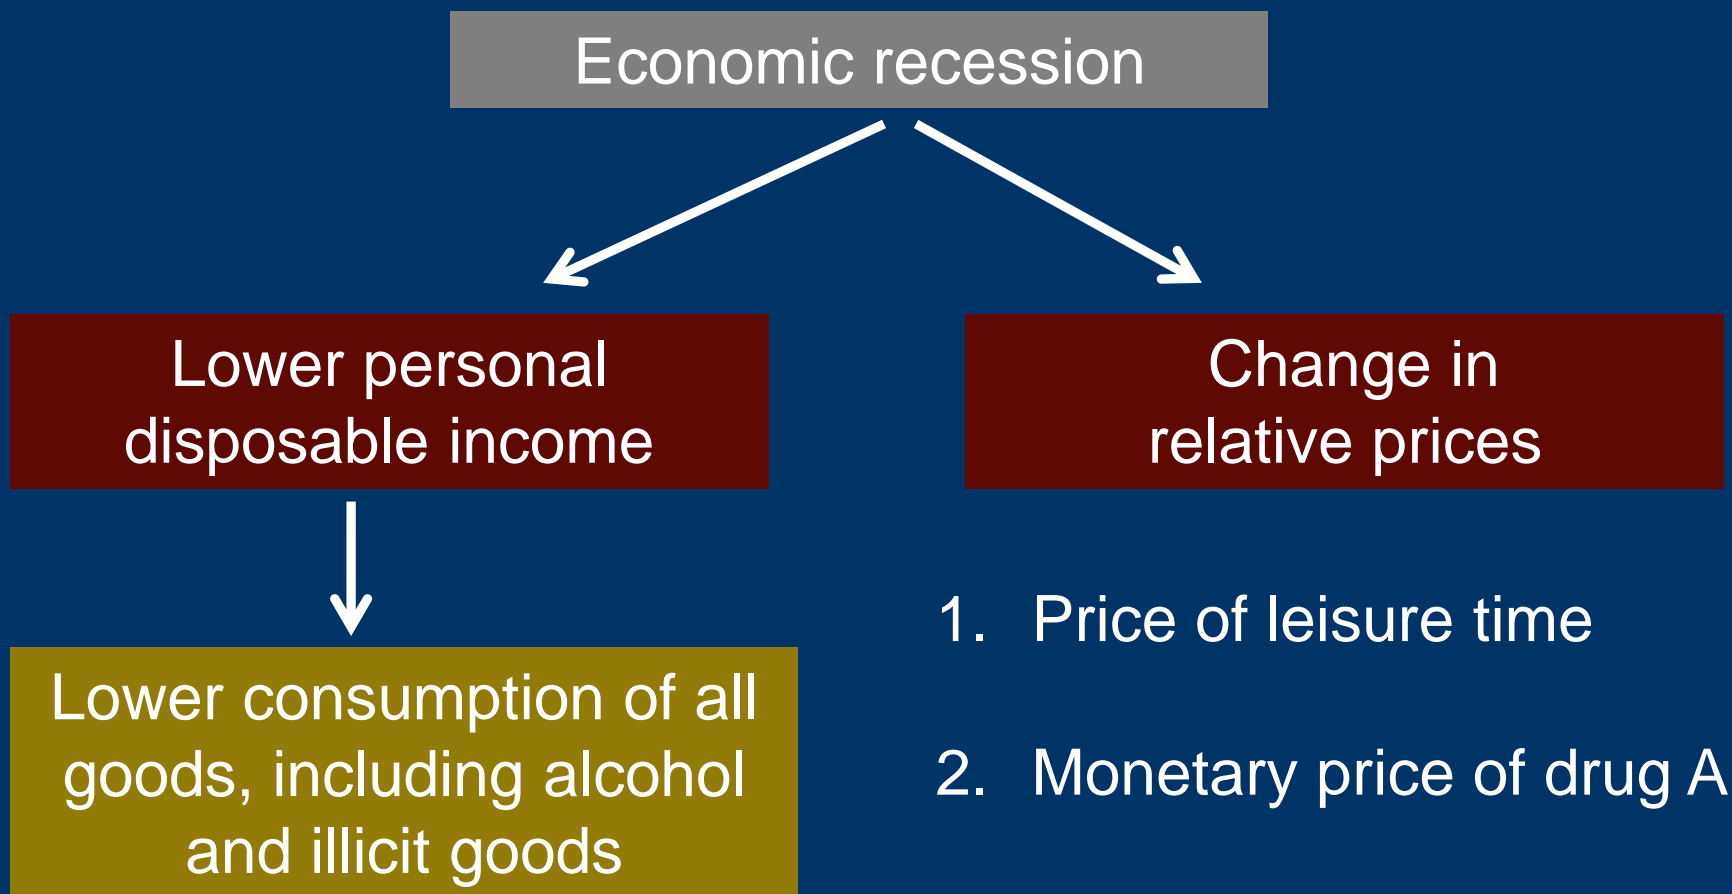 Economic recession
Lower personal
disposable income
Change in
relative prices
Lower consumption of all
goods, including alcohol
and illicit goods
1. Price of leisure time
2. Monetary price of drug A